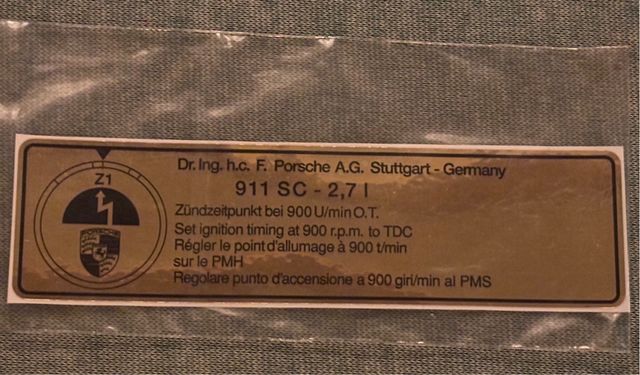 Dr. Ing. h.c. F. Porsche A.G. Stuttgart - Germany
911 SC - 2,7 l
Zündzeitpunkt bei 900 U/min O.T.
Set ignition timing at 900 r.p.m. to TDC
Régler le point d'allumage à 900 t/min
sur le PMH
Regolare punto d'accensione a 900 giri/min al PMS
Z1
PORSCHE